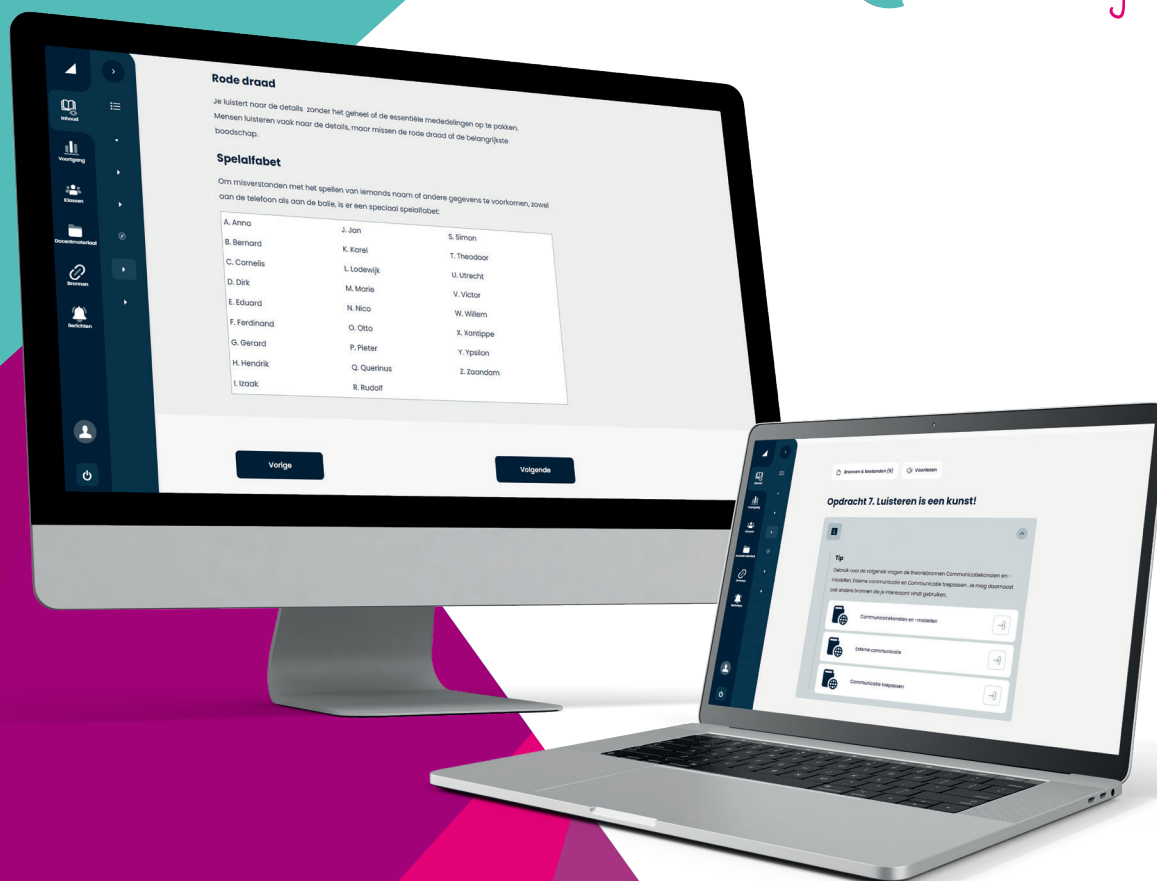 Inhoud
Voortgang
Klassen
Docentmateriaal
Bronnen
Berichten
Rode draad
Je luistert naar de details zonder het geheel of de essentiële mededelingen op te pakken.
Mensen luisteren vaak naar de details, maar missen de rode draad of de belangrijkste
boodschap.
Spelalfabet
Om misverstanden met het spellen van iemands naam of andere gegevens te voorkomen, zowel
aan de telefoon als aan de balie, is er een speciaal spelalfabet:
A. Anna
B. Bernard
C. Cornelis
D. Dirk
E. Eduard
F. Ferdinand
G. Gerard
H. Hendrik
I. Izaak
J. Jan
K. Karel
L. Lodewijk
M. Marie
N. Nico
O. Otto
P. Pieter
Q. Querinus
R. Rudolf
S. Simon
T. Theodoor
U. Utrecht
V. Victor
W. Willem
X. Xantippe
Y. Ypsilon
Z. Zaandam
Vorige
Volgende
Inhoud
Voortgang
Klassen
Docentmateriaal
Bronnen
Berichten
Bronnen & bestanden (6)
Voorlezen
Opdracht 7. Luisteren is een kunst!
Tip
Gebruik voor de volgende vragen de theoriebronnen Communicatiekanalen en -
modellen, Externe communicatie en Communicatie toepassen. Je mag daarnaast
ook andere bronnen die je interessant vindt gebruiken.
Communicatiekanalen en -modellen
Externe communicatie
Communicatie toepassen